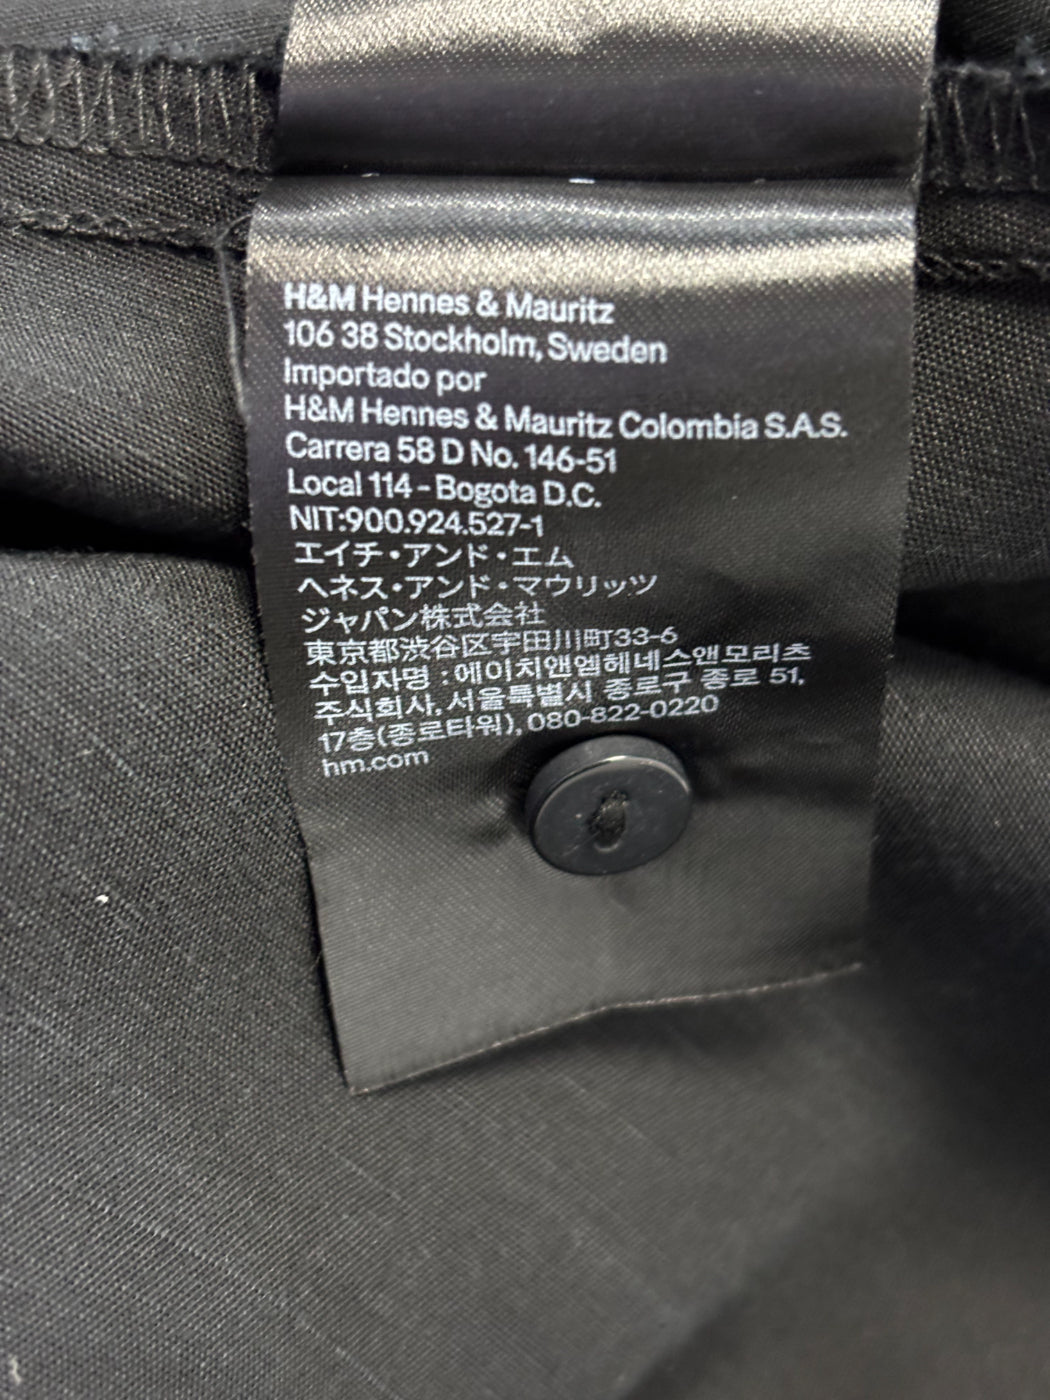 H&M Hennes & Mauritz
106 38 Stockholm, Sweden
Importado por
H&M Hennes & Mauritz Colombia S.A.S.
Carrera 58 D No. 146-51
Local 114 - Bogota D.C.
NIT:900.924.527-1
エイチ・アンド・エム
ヘネス・アンド・マウリッツ
ジャパン株式会社
東京都渋谷区宇田川町33-6
수입자명 : 에이치앤엠헤네스앤모리츠
주식회사, 서울특별시 종로구 종로 51,
17층(종로타워), 080-822-0220
hm.com